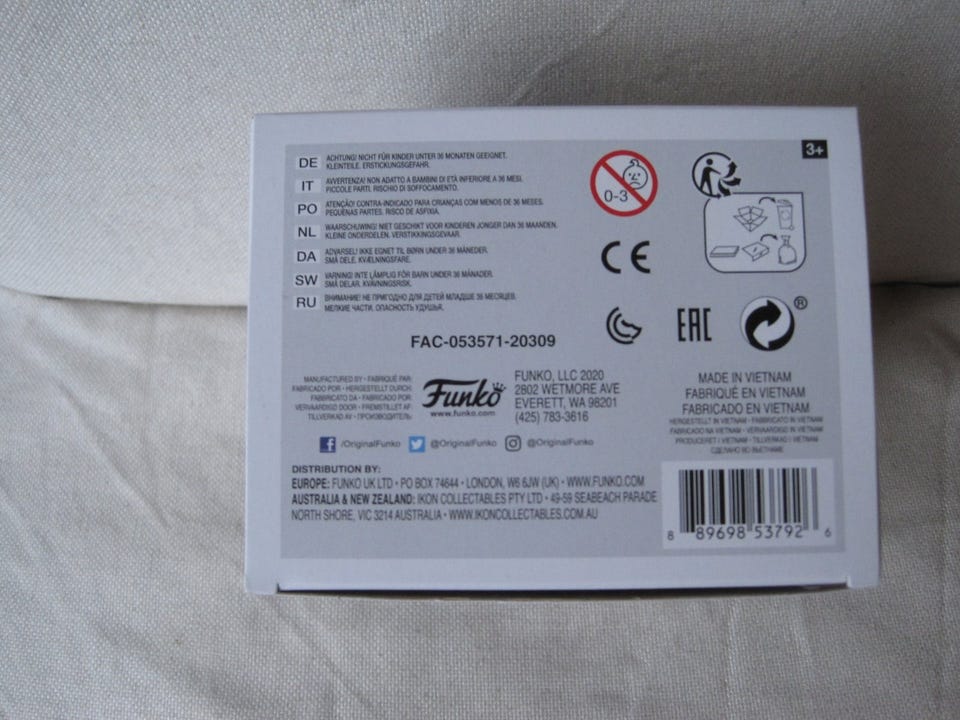 3+
DE ACHTUNG! NICHT FÜR KINDER UNTER 36 MONATEN GEEIGNET.
KLEINTEILE. ERSTICKUNGSGEFAHR.
IT AVVERTENZA! NON ADATTO A BAMBINI DI ETÀ INFERIORE A 36 MESI.
PICCOLE PARTI. RISCHIO DI SOFFOCAMENTO.
PO ATENÇÃO! CONTRA-INDICADO PARA CRIANÇAS COM MENOS DE 36 MESES.
PEQUENAS PARTES. RISCO DE ASFIXIA.
NL WAARSCHUWING! NIET GESCHIKT VOOR KINDEREN JONGER DAN 36 MAANDEN.
KLEINE ONDERDELEN. VERSTIKKINGSGEVAAR.
DA ADVARSEL! IKKE EGNET TIL BØRN UNDER 36 MÅNEDER.
SMÅ DELE. KVÆLNINGSFARE.
SW VARNING! INTE LÄMPLIG FÖR BARN UNDER 36 MÅNADER.
SMÅ DELAR. KVÄVNINGSRISK.
RU ВНИМАНИЕ! НЕ ПРИГОДНО ДЛЯ ДЕТЕЙ МЛАДШЕ 36 МЕСЯЦЕВ.
МЕЛКИЕ ЧАСТИ. ОПАСНОСТЬ УДУШЬЯ.
0-3
CE
EAC
®
FAC-053571-20309
MANUFACTURED BY • FABRIQUÉ PAR
FABRICADO POR • HERGESTELLT DURCH:
FABBRICATO DA • FABRICADO POR
VERVAARDIGD DOOR • FREMSTILLET AF
TILLVERKAD AV • ПРОИЗВОДИТЕЛЬ:
Funko
www.funko.com
FUNKO, LLC 2020
2802 WETMORE AVE
EVERETT, WA 98201
(425) 783-3616
/OriginalFunko @OriginalFunko @OriginalFunko
MADE IN VIETNAM
FABRIQUÉ EN VIETNAM
FABRICADO EN VIETNAM
HERGESTELLT IN VIETNAM • FABBRICATO IN VIETNAM
FABRICADO NA VIETNAM • VERVAARDIGD IN VIETNAM
PRODUCERET I VIETNAM • TILLVERKAD I VIETNAM
СДЕЛАНО ВО ВЬЕТНАМЕ
DISTRIBUTION BY:
EUROPE: FUNKO UK LTD • PO BOX 74644 • LONDON, W6 6JW (UK) • WWW.FUNKO.COM
AUSTRALIA & NEW ZEALAND: IKON COLLECTABLES PTY LTD • 49-59 SEABEACH PARADE
NORTH SHORE, VIC 3214 AUSTRALIA • WWW.IKONCOLLECTABLES.COM.AU
8 89698 53792 6